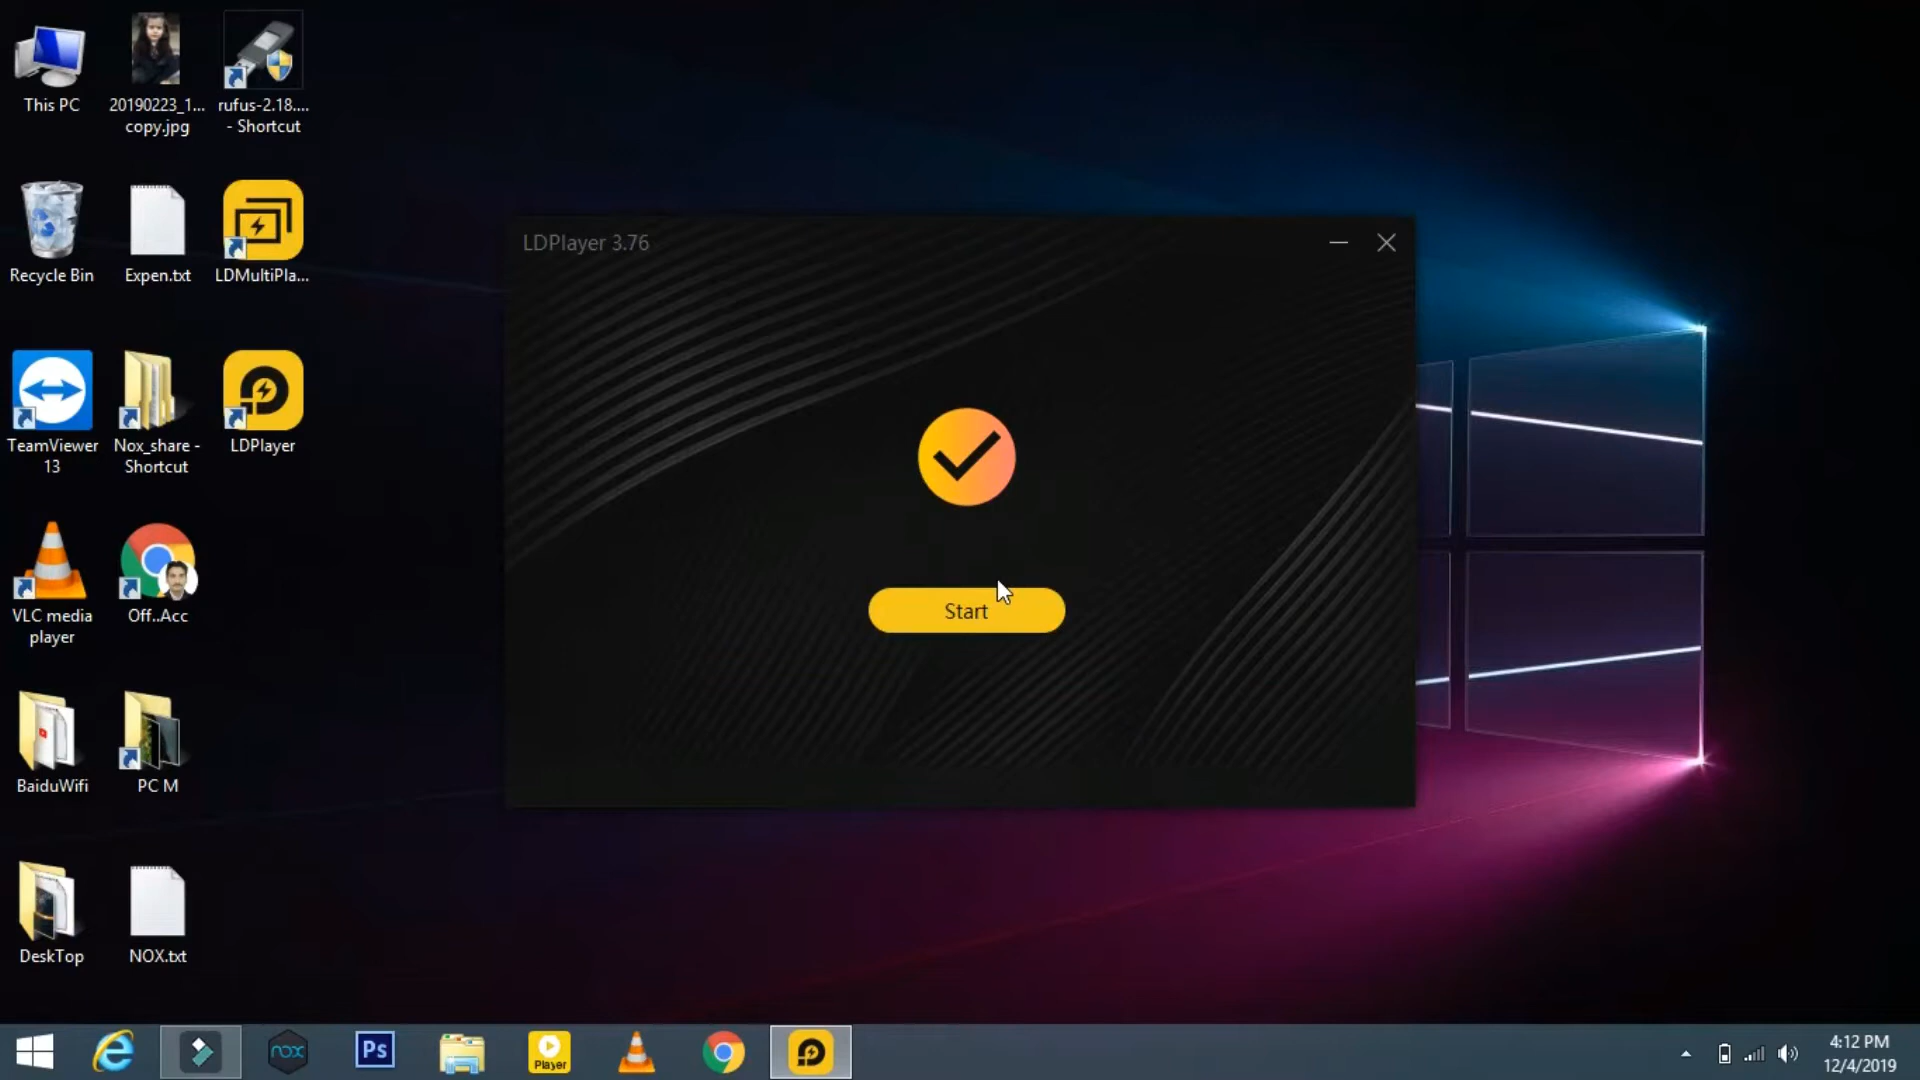 This PC
20190223_1...
copy.jpg
rufus-2.18....
- Shortcut
Recycle Bin
Expen.txt
LDMultiPla...
TeamViewer
13
Nox_share -
Shortcut
LDPlayer
VLC media
player
Off..Acc
BaiduWifi
PC M
DeskTop
NOX.txt
LDPlayer 3.76
Start
nox
Ps
Player
4:12 PM
12/4/2019